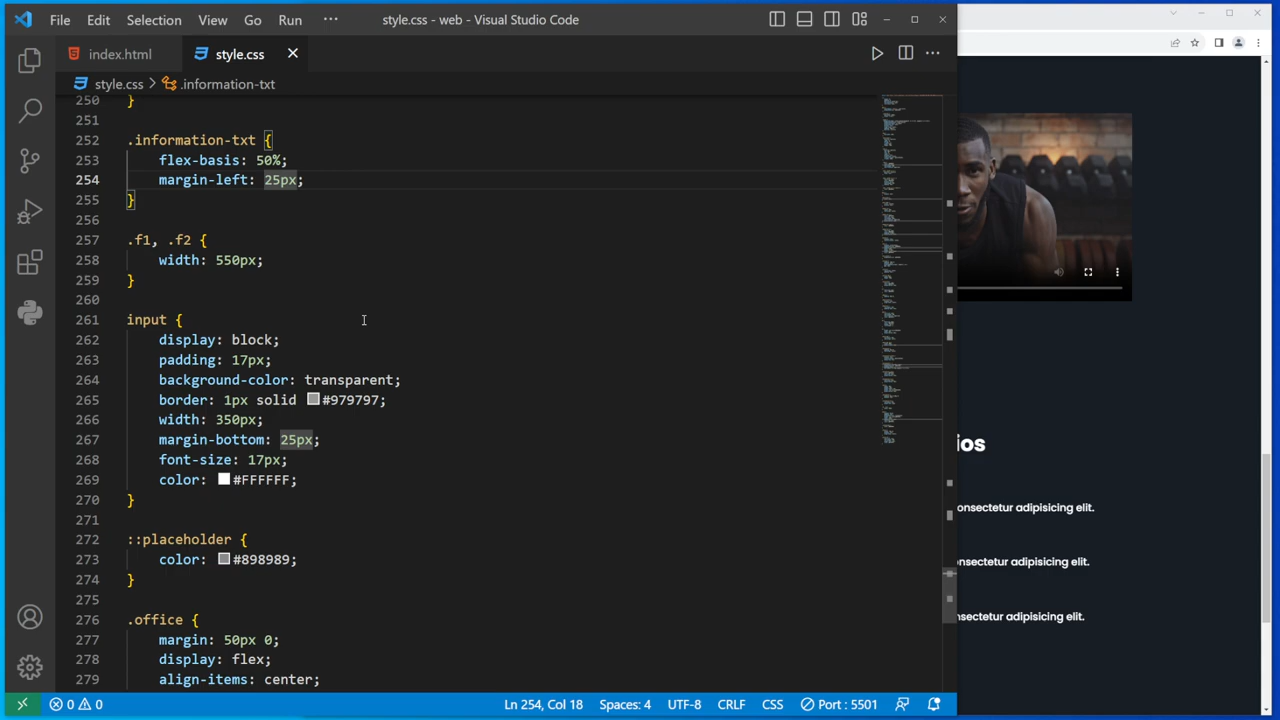 File Edit Selection View Go Run ··· style.css - web - Visual Studio Code
index.html style.css
style.css > .information-txt
250 }
251
252 .information-txt {
253 flex-basis: 50%;
254 margin-left: 25px;
255 }
256
257 .f1, .f2 {
258 width: 550px;
259 }
260
261 input {
262 display: block;
263 padding: 17px;
264 background-color: transparent;
265 border: 1px solid #979797;
266 width: 350px;
267 margin-bottom: 25px;
268 font-size: 17px;
269 color: #FFFFFF;
270 }
271
272 ::placeholder {
273 color: #898989;
274 }
275
276 .office {
277 margin: 50px 0;
278 display: flex;
279 align-items: center;
ios
onsectetur adipisicing elit.
onsectetur adipisicing elit.
nsectetur adipisicing elit.
0 0 Ln 254, Col 18 Spaces: 4 UTF-8 CRLF CSS Port : 5501